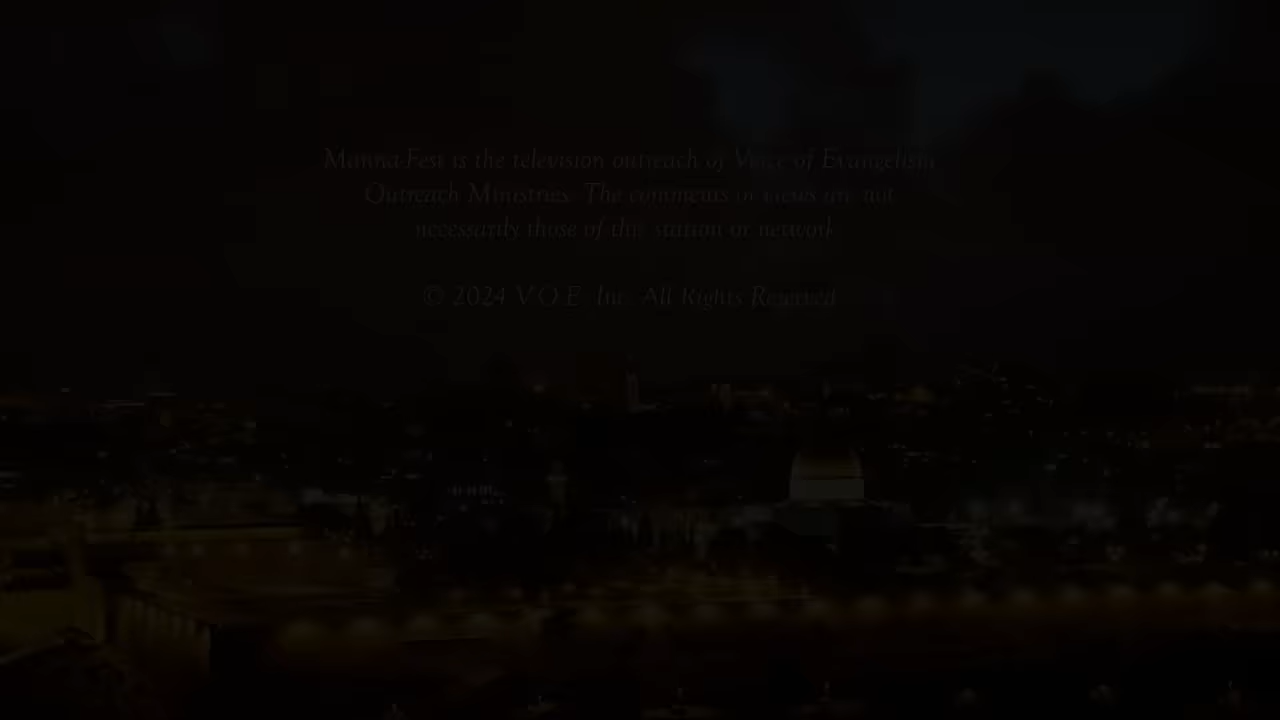 Manna-Fest is the television outreach of Voice of Evangelism
Outreach Ministries. The comments or views are not
necessarily those of this station or network
© 2024 V.O.E. Inc. All Rights Reserved